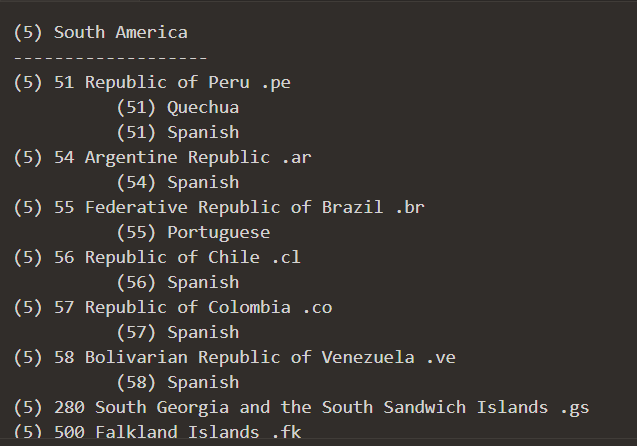 (5) South America
-------------------
(5) 51 Republic of Peru .pe
(51) Quechua
(51) Spanish
(5) 54 Argentine Republic .ar
(54) Spanish
(5) 55 Federative Republic of Brazil .br
(55) Portuguese
(5) 56 Republic of Chile .cl
(56) Spanish
(5) 57 Republic of Colombia .co
(57) Spanish
(5) 58 Bolivarian Republic of Venezuela .ve
(58) Spanish
(5) 280 South Georgia and the South Sandwich Islands .gs
(5) 500 Falkland Islands .fk